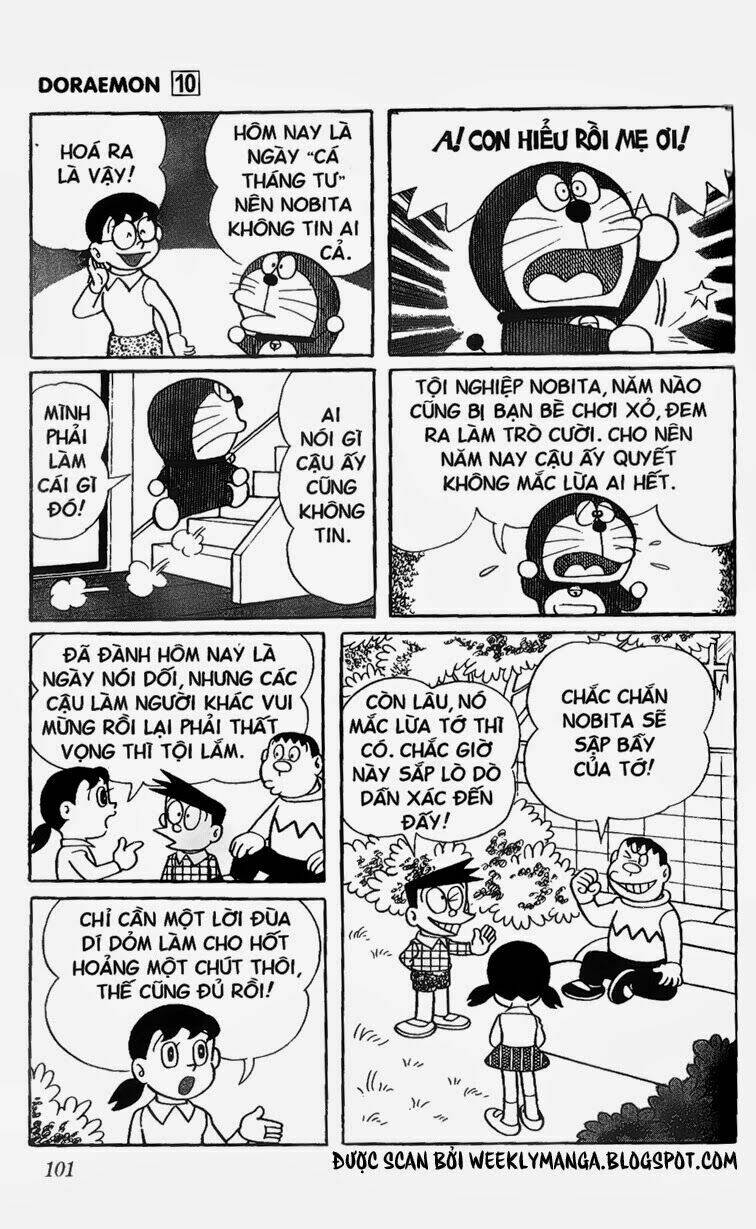 DORAEMON 10
A! CON HIỂU RỒI MẸ ƠI!
HÔM NAY LÀ
NGÀY “CÁ
THÁNG TƯ”
NÊN NOBITA
KHÔNG TIN AI
CẢ.
HOÁ RA
LÀ VẬY!
TỘI NGHIỆP NOBITA, NĂM NÀO
CŨNG BỊ BẠN BÈ CHƠI XỎ, ĐEM
RA LÀM TRÒ CƯỜI. CHO NÊN
NĂM NAY CẬU ẤY QUYẾT
KHÔNG MẮC LỪA AI HẾT.
AI
NÓI GÌ
CẬU ẤY
CŨNG
KHÔNG
TIN.
MÌNH
PHẢI
LÀM
CÁI GÌ
ĐÓ!
CHẮC CHẮN
NOBITA SẼ
SẬP BẪY
CỦA TỚ!
CÒN LÂU, NÓ
MẮC LỪA TỚ THÌ
CÓ. CHẮC GIỜ
NÀY SẮP LÒ DÒ
DẪN XÁC ĐẾN
ĐẤY!
ĐÃ ĐÀNH HÔM NAY LÀ
NGÀY NÓI DỐI, NHƯNG CÁC
CẬU LÀM NGƯỜI KHÁC VUI
MỪNG RỒI LẠI PHẢI THẤT
VỌNG THÌ TỘI LẮM.
CHỈ CẦN MỘT LỜI ĐÙA
DÍ DỎM LÀM CHO HỐT
HOẢNG MỘT CHÚT THÔI,
THẾ CŨNG ĐỦ RỒI!
101
ĐƯỢC SCAN BỞI WEEKLYMANGA.BLOGSPOT.COM